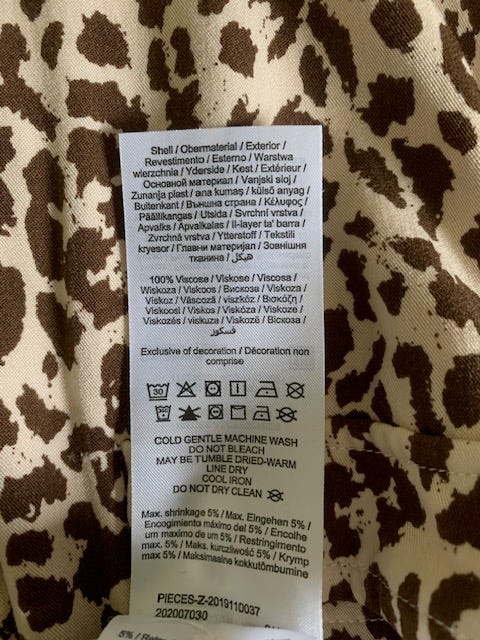 Shell / Obermaterial / Exterior /
Revestimento / Esterno / Warstwa
wierzchnia / Yderside / Kest / Extérieur /
Основной материал / Vanjski sloj /
Zunanja plast / ana kumaş / külső anyag /
Buitenkant / Външна страна / Κέλυφος /
Päällikangas / Utsida / Svrchní vrstva /
Apvalks / Apvalkalas / il-layer ta' barra /
Zvrchná vrstva / Ytterstoff / Tekstili
kryesor / Главни материјал / Зовнішня
тканина / هيكل
100% Viscose / Viskose / Viscosa /
Wiskoza / Viskoos / Вискоза / Viskoza /
Viskoz / Vâscoză / viszkóz / Βισκόζη /
Viskoosi / Viskos / Viskóza / Viskoze /
Viskozės / viskuza / Viskozë / Віскоза /
فسكوز
Exclusive of decoration / Décoration non
comprise
COLD GENTLE MACHINE WASH
DO NOT BLEACH
MAY BE TUMBLE DRIED-WARM
LINE DRY
COOL IRON
DO NOT DRY CLEAN
Max. shrinkage 5% / Max. Eingehen 5% /
Encogimiento máximo del 5% / Encolhe
um maximo de um 5% / Restringimento
max. 5% / Maks. kurczliwość 5% / Krymp
max 5% / Maksimaalne kokkutõmbumine
PIECES-Z-2019110037
202007030
5%